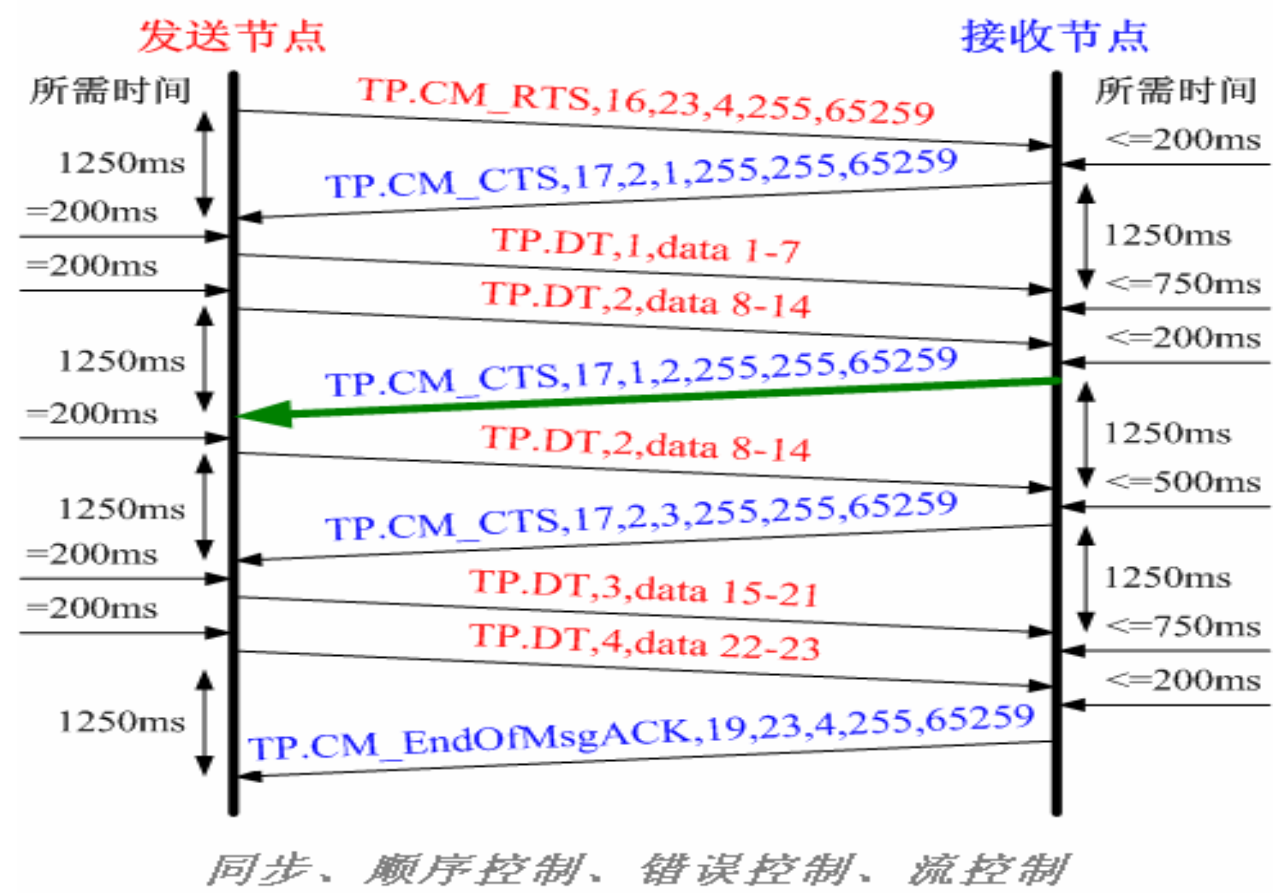 发送节点
接收节点
所需时间
所需时间
TP.CM_RTS,16,23,4,255,65259
<=200ms
1250ms
TP.CM_CTS,17,2,1,255,255,65259
=200ms
TP.DT,1,data 1-7
1250ms
=200ms
<=750ms
TP.DT,2,data 8-14
<=200ms
1250ms
TP.CM_CTS,17,1,2,255,255,65259
=200ms
1250ms
TP.DT,2,data 8-14
<=500ms
1250ms
TP.CM_CTS,17,2,3,255,255,65259
=200ms
1250ms
TP.DT,3,data 15-21
=200ms
<=750ms
TP.DT,4,data 22-23
<=200ms
1250ms
TP.CM_EndOfMsgACK,19,23,4,255,65259
同步、顺序控制、错误控制、流控制